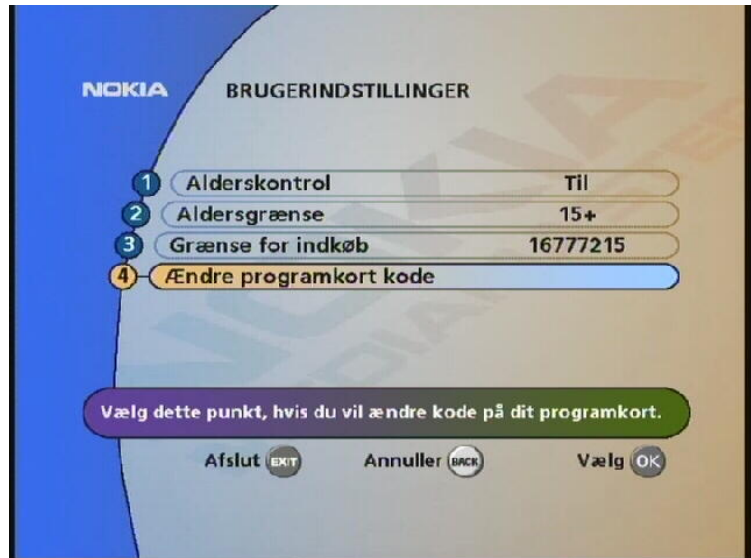 NOKIA BRUGERINDSTILLINGER
1 Alderskontrol Til
2 Aldersgrænse 15+
3 Grænse for indkøb 16777215
4 Ændre programkort kode
NOKIA
Vælg dette punkt, hvis du vil ændre kode på dit programkort.
Afslut EXIT Annuller BACK Vælg OK